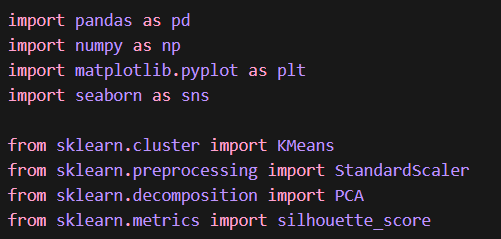 import pandas as pd
import numpy as np
import matplotlib.pyplot as plt
import seaborn as sns

from sklearn.cluster import KMeans
from sklearn.preprocessing import StandardScaler
from sklearn.decomposition import PCA
from sklearn.metrics import silhouette_score